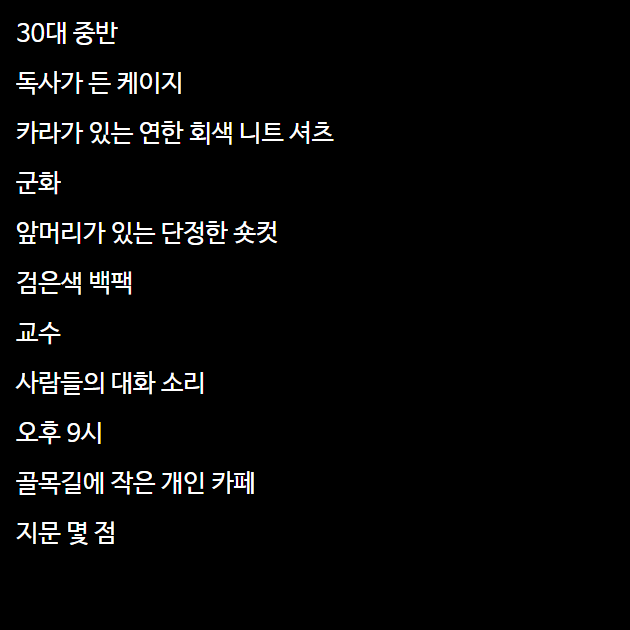 30대 중반
독사가 든 케이지
카라가 있는 연한 회색 니트 셔츠
군화
앞머리가 있는 단정한 숏컷
검은색 백팩
교수
사람들의 대화 소리
오후 9시
골목길에 작은 개인 카페
지문 몇 점